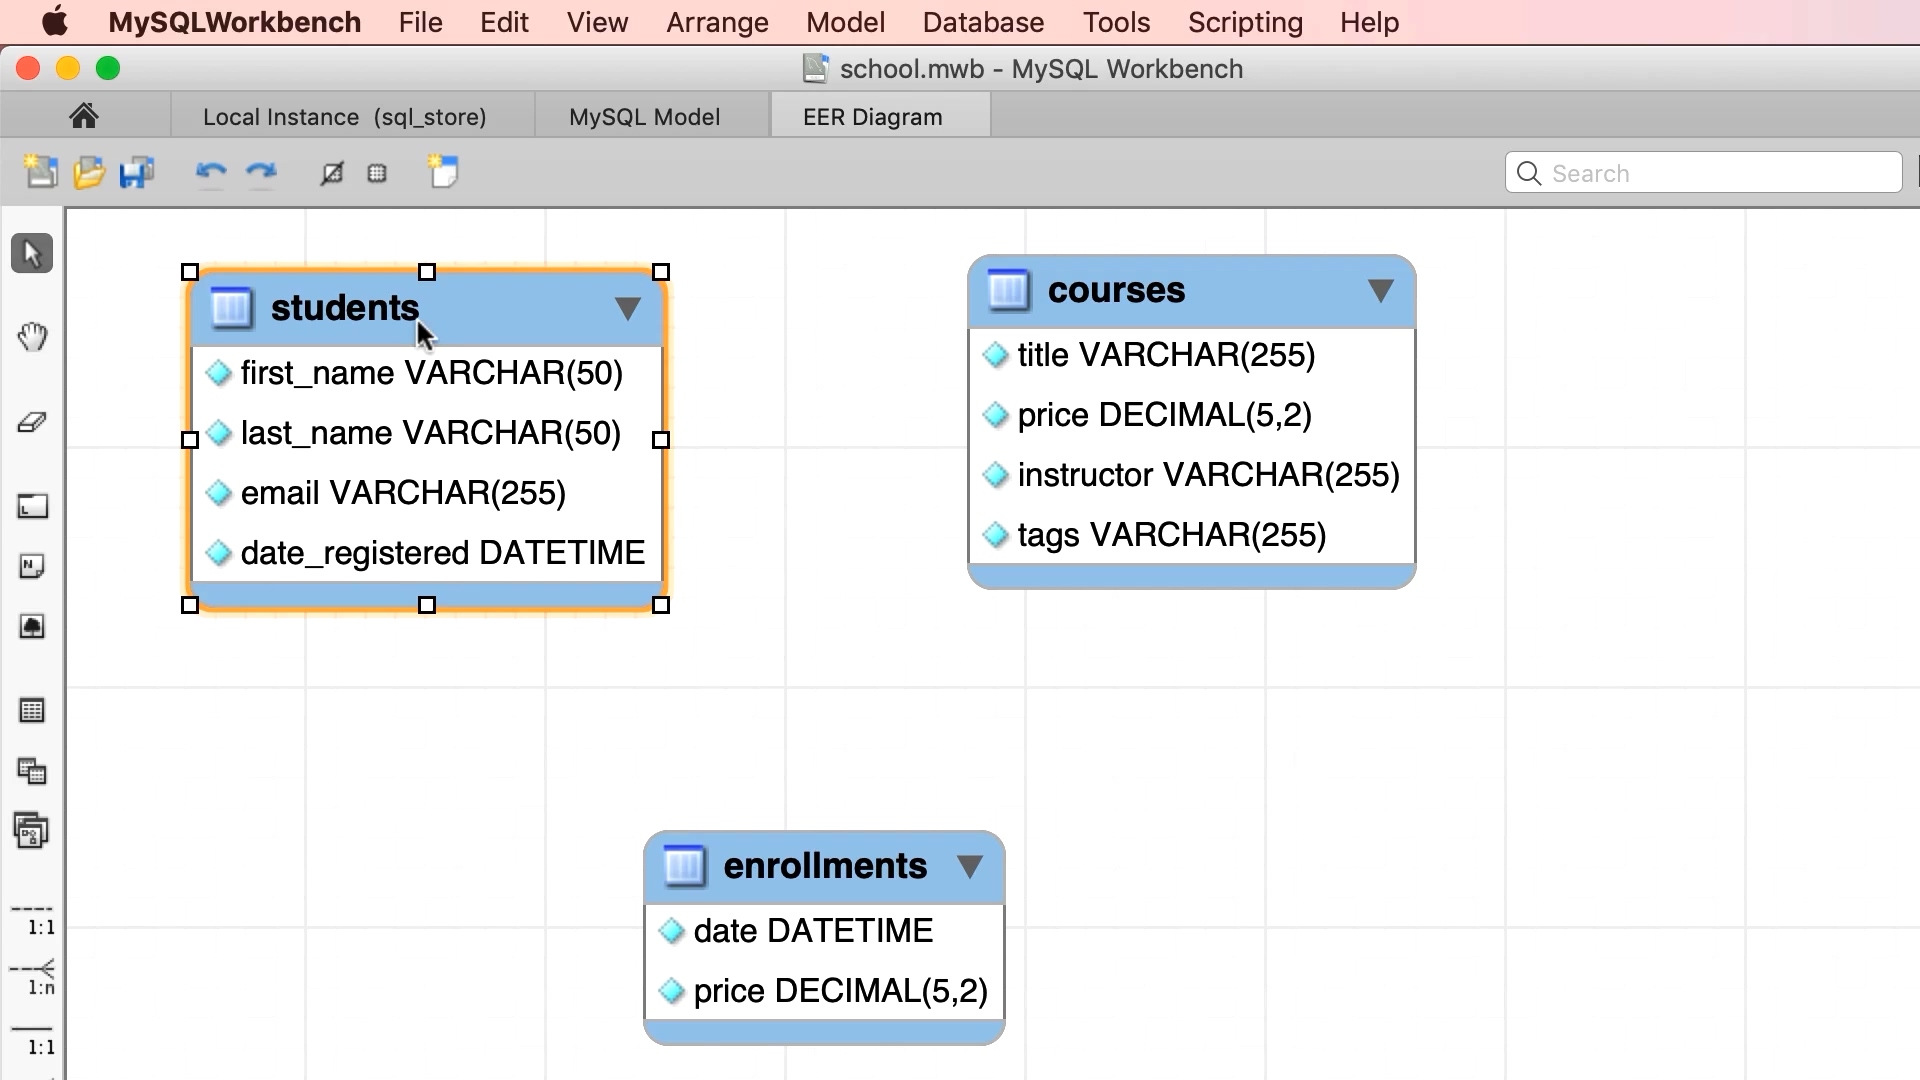 MySQLWorkbench File Edit View Arrange Model Database Tools Scripting Help
school.mwb - MySQL Workbench
Local Instance (sql_store) MySQL Model EER Diagram
Search
students
first_name VARCHAR(50)
last_name VARCHAR(50)
email VARCHAR(255)
date_registered DATETIME
courses
title VARCHAR(255)
price DECIMAL(5,2)
instructor VARCHAR(255)
tags VARCHAR(255)
enrollments
date DATETIME
price DECIMAL(5,2)
1:1
1:n
1:1